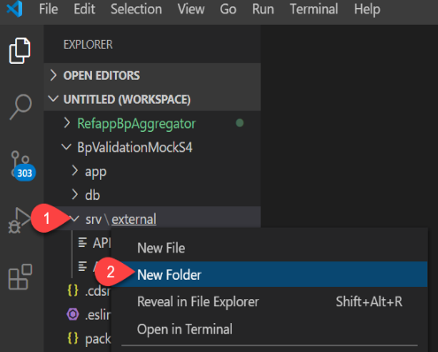 File Edit Selection View Go Run Terminal Help
EXPLORER
OPEN EDITORS
UNTITLED (WORKSPACE)
RefappBpAggregator
BpValidationMockS4
app
db
303
1
srv\external
API
New File
2
New Folder
.cdsr
Reveal in File Explorer Shift+Alt+R
.eslin
Open in Terminal
pack